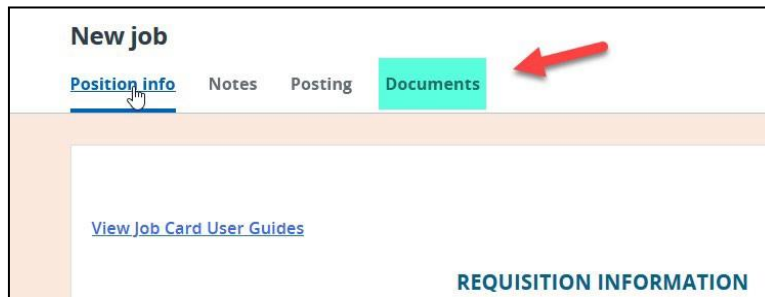 New job
Position info Notes Posting Documents
View Job Card User Guides
REQUISITION INFORMATION